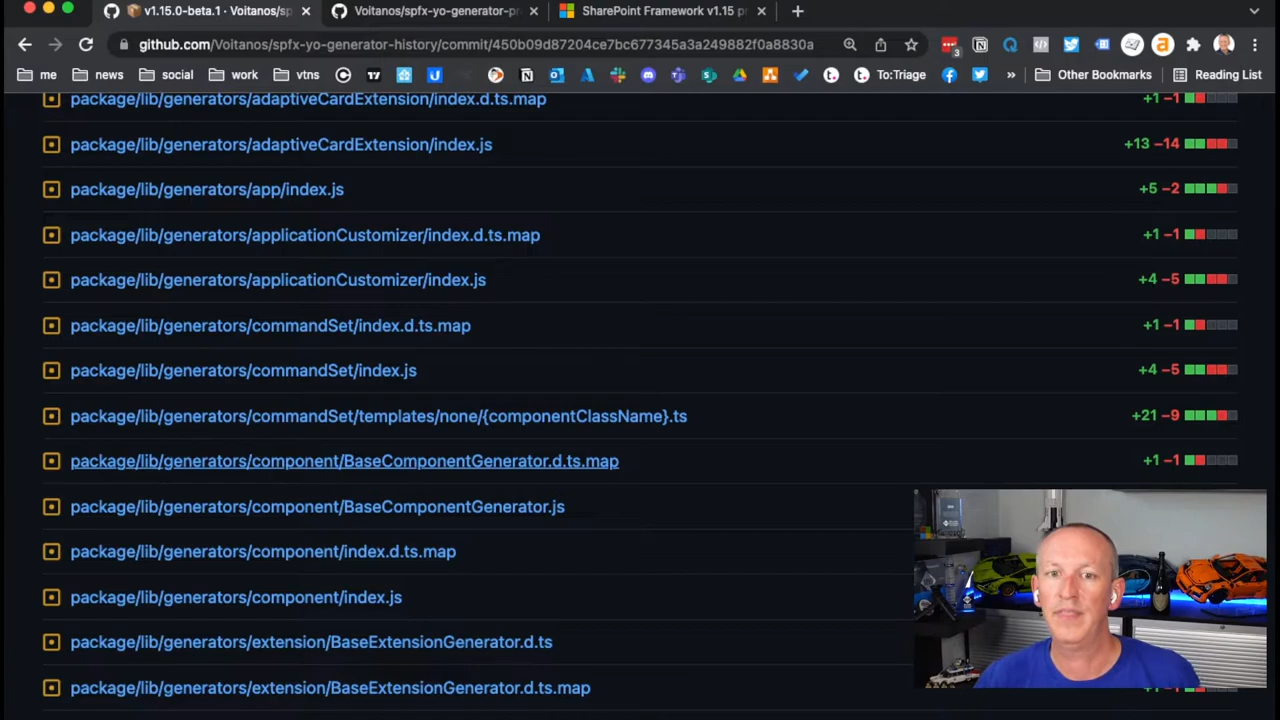 v1.15.0-beta.1 · Voitanos/sp
Voitanos/spfx-yo-generator-pr
SharePoint Framework v1.15 pr
github.com/Voitanos/spfx-yo-generator-history/commit/450b09d87204ce7bc677345a3a249882f0a8830a
3
me
news
social
work
vtns
To:Triage
Other Bookmarks
Reading List
package/lib/generators/adaptiveCardExtension/index.d.ts.map +1 −1
package/lib/generators/adaptiveCardExtension/index.js +13 −14
package/lib/generators/app/index.js +5 −2
package/lib/generators/applicationCustomizer/index.d.ts.map +1 −1
package/lib/generators/applicationCustomizer/index.js +4 −5
package/lib/generators/commandSet/index.d.ts.map +1 −1
package/lib/generators/commandSet/index.js +4 −5
package/lib/generators/commandSet/templates/none/{componentClassName}.ts +21 −9
package/lib/generators/component/BaseComponentGenerator.d.ts.map +1 −1
package/lib/generators/component/BaseComponentGenerator.js
package/lib/generators/component/index.d.ts.map
package/lib/generators/component/index.js
package/lib/generators/extension/BaseExtensionGenerator.d.ts
package/lib/generators/extension/BaseExtensionGenerator.d.ts.map